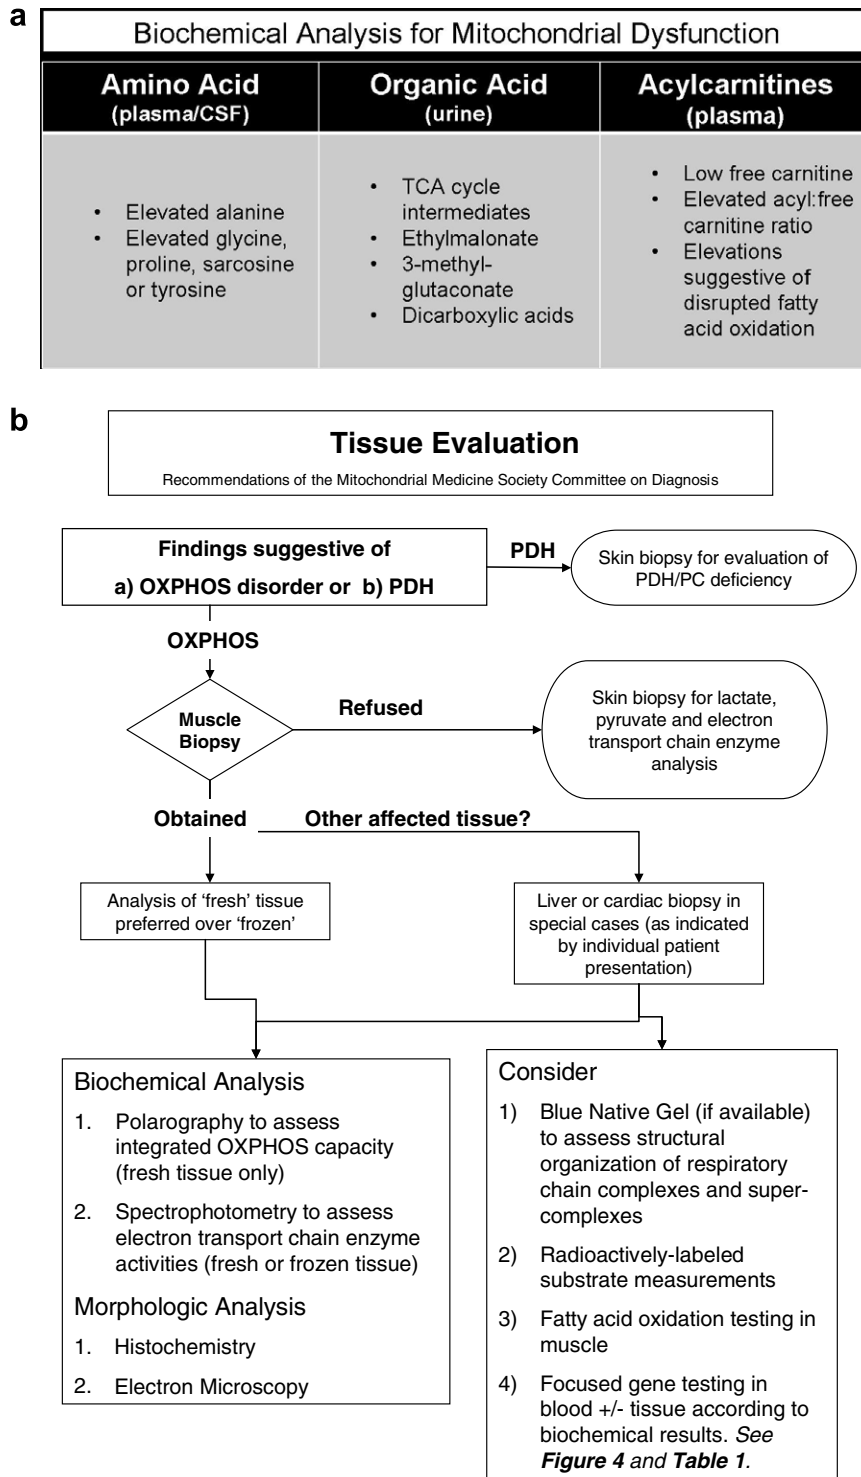 a
Biochemical Analysis for Mitochondrial Dysfunction
Amino Acid
(plasma/CSF)
Organic Acid
(urine)
Acylcarnitines
(plasma)
• Elevated alanine
• Elevated glycine,
proline, sarcosine
or tyrosine
• TCA cycle
intermediates
• Ethylmalonate
• 3-methyl-
glutaconate
• Dicarboxylic acids
• Low free carnitine
• Elevated acyl:free
carnitine ratio
• Elevations
suggestive of
disrupted fatty
acid oxidation
b
Tissue Evaluation
Recommendations of the Mitochondrial Medicine Society Committee on Diagnosis
Findings suggestive of
a) OXPHOS disorder or b) PDH
PDH
Skin biopsy for evaluation of
PDH/PC deficiency
OXPHOS
Muscle
Biopsy
Refused
Skin biopsy for lactate,
pyruvate and electron
transport chain enzyme
analysis
Obtained
Other affected tissue?
Analysis of ‘fresh’ tissue
preferred over ‘frozen’
Liver or cardiac biopsy in
special cases (as indicated
by individual patient
presentation)
Biochemical Analysis
1. Polarography to assess
integrated OXPHOS capacity
(fresh tissue only)
2. Spectrophotometry to assess
electron transport chain enzyme
activities (fresh or frozen tissue)
Morphologic Analysis
1. Histochemistry
2. Electron Microscopy
Consider
1) Blue Native Gel (if available)
to assess structural
organization of respiratory
chain complexes and super-
complexes
2) Radioactively-labeled
substrate measurements
3) Fatty acid oxidation testing in
muscle
4) Focused gene testing in
blood +/- tissue according to
biochemical results. See
Figure 4 and Table 1.